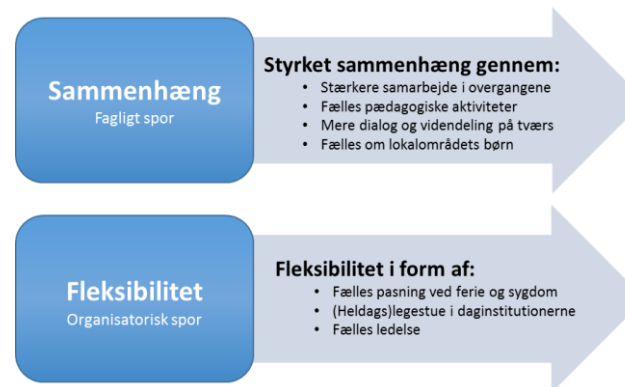 Sammenhæng
Fagligt spor
Styrket sammenhæng gennem:
• Stærkere samarbejde i overgangene
• Fælles pædagogiske aktiviteter
• Mere dialog og videndeling på tværs
• Fælles om lokalområdets børn
Fleksibilitet
Organisatorisk spor
Fleksibilitet i form af:
• Fælles pasning ved ferie og sygdom
• (Heldags)legestue i daginstitutionerne
• Fælles ledelse